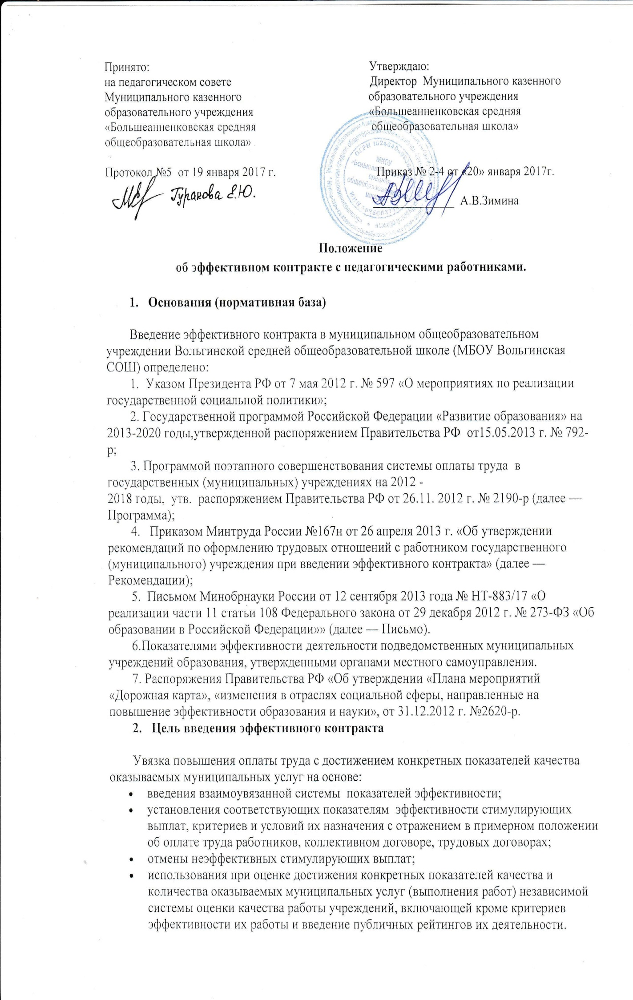 Принято:
на педагогическом совете
Муниципального казенного
образовательного учреждения
«Большеанненковская средняя
общеобразовательная школа»
Протокол №5 от 19 января 2017 г.
Гуракова Е.Ю.
Утверждаю:
Директор Муниципального казенного
образовательного учреждения
«Большеанненковская средняя
общеобразовательная школа»
Приказ № 2-4 от «20» января 2017г.
А.В.Зимина
МКОУ
Положение
об эффективном контракте с педагогическими работниками.
1. Основания (нормативная база)
Введение эффективного контракта в муниципальном общеобразовательном
учреждении Вольгинской средней общеобразовательной школе (МБОУ Вольгинская
СОШ) определено:
1. Указом Президента РФ от 7 мая 2012 г. № 597 «О мероприятиях по реализации
государственной социальной политики»;
2. Государственной программой Российской Федерации «Развитие образования» на
2013-2020 годы,утвержденной распоряжением Правительства РФ от15.05.2013 г. № 792-
р;
3. Программой поэтапного совершенствования системы оплаты труда в
государственных (муниципальных) учреждениях на 2012 -
2018 годы, утв. распоряжением Правительства РФ от 26.11. 2012 г. № 2190-р (далее —
Программа);
4. Приказом Минтруда России №167н от 26 апреля 2013 г. «Об утверждении
рекомендаций по оформлению трудовых отношений с работником государственного
(муниципального) учреждения при введении эффективного контракта» (далее —
Рекомендации);
5. Письмом Минобрнауки России от 12 сентября 2013 года № НТ-883/17 «О
реализации части 11 статьи 108 Федерального закона от 29 декабря 2012 г. № 273-ФЗ «Об
образовании в Российской Федерации»» (далее — Письмо).
6.Показателями эффективности деятельности подведомственных муниципальных
учреждений образования, утвержденными органами местного самоуправления.
7. Распоряжения Правительства РФ «Об утверждении «Плана мероприятий
«Дорожная карта», «изменения в отраслях социальной сферы, направленные на
повышение эффективности образования и науки», от 31.12.2012 г. №2620-р.
2. Цель введения эффективного контракта
Увязка повышения оплаты труда с достижением конкретных показателей качества
оказываемых муниципальных услуг на основе:
• введения взаимоувязанной системы показателей эффективности;
• установления соответствующих показателям эффективности стимулирующих
выплат, критериев и условий их назначения с отражением в примерном положении
об оплате труда работников, коллективном договоре, трудовых договорах;
• отмены неэффективных стимулирующих выплат;
• использования при оценке достижения конкретных показателей качества и
количества оказываемых муниципальных услуг (выполнения работ) независимой
системы оценки качества работы учреждений, включающей кроме критериев
эффективности их работы и введение публичных рейтингов их деятельности.